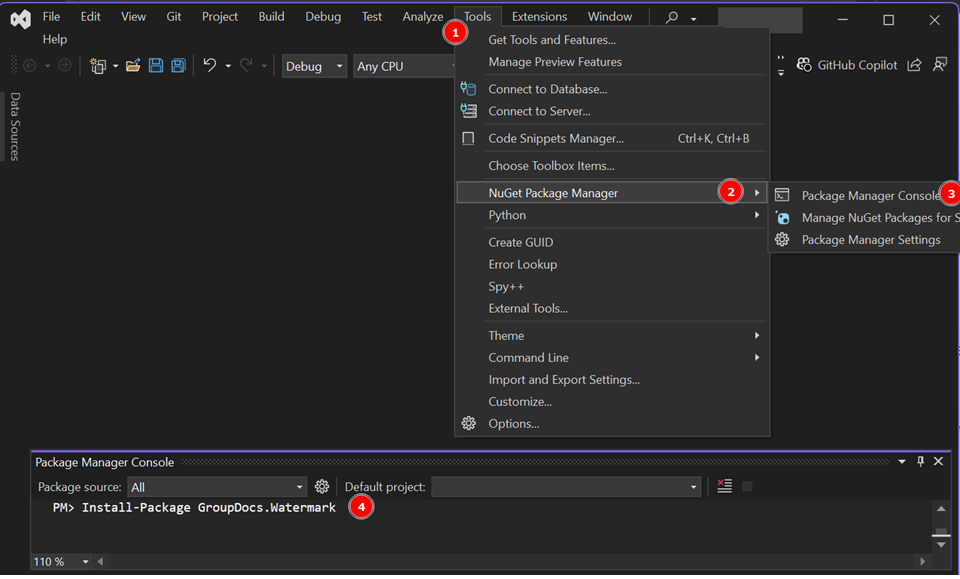 File Edit View Git Project Build Debug Test Analyze Tools Extensions Window
Help
1
Debug Any CPU
GitHub Copilot
Data Sources
Get Tools and Features...
Manage Preview Features
Connect to Database...
Connect to Server...
Code Snippets Manager... Ctrl+K, Ctrl+B
Choose Toolbox Items...
NuGet Package Manager 2
Python
Create GUID
Error Lookup
Spy++
External Tools...
Theme
Command Line
Import and Export Settings...
Customize...
Options...
Package Manager Console 3
Manage NuGet Packages for S
Package Manager Settings
Package Manager Console
Package source: All Default project:
PM> Install-Package GroupDocs.Watermark 4
110 %